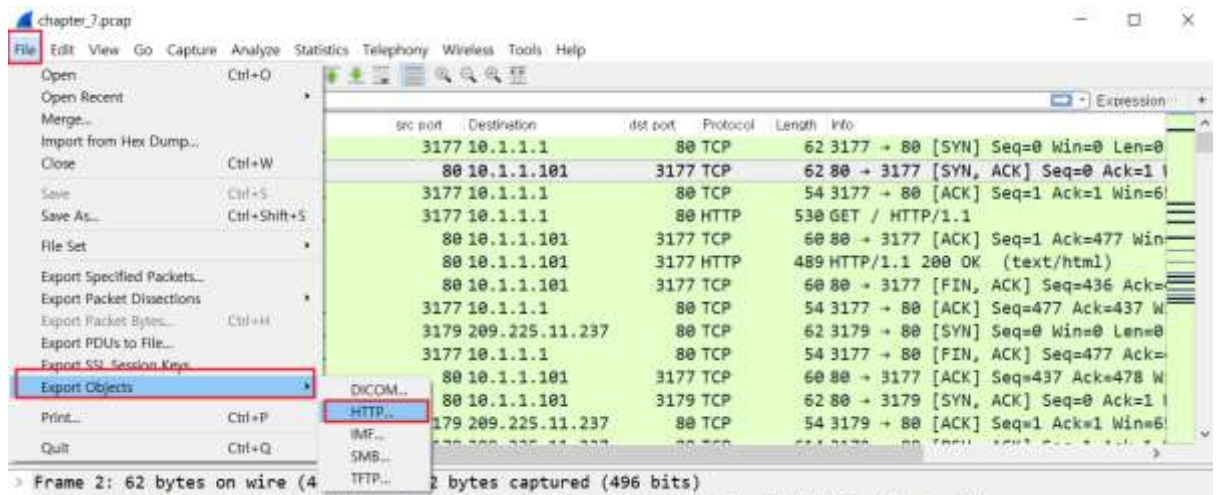 chapter_7.pcap
File Edit View Go Capture Analyze Statistics Telephony Wireless Tools Help
Open Ctrl+O
Open Recent
Merge...
Import from Hex Dump...
Close Ctrl+W
Save Ctrl+S
Save As... Ctrl+Shift+S
File Set
Export Specified Packets...
Export Packet Dissections
Export Packet Bytes... Ctrl+H
Export PDUs to File...
Export SSL Session Keys
Export Objects
Print... Ctrl+P
Quit Ctrl+Q
DICOM...
HTTP...
IMF...
SMB...
TFTP...
Expression +
src port Destination dst port Protocol Length Info
3177 10.1.1.1 80 TCP 62 3177 → 80 [SYN] Seq=0 Win=0 Len=0
80 10.1.1.101 3177 TCP 62 80 → 3177 [SYN, ACK] Seq=0 Ack=1
3177 10.1.1.1 80 TCP 54 3177 → 80 [ACK] Seq=1 Ack=1 Win=6
3177 10.1.1.1 80 HTTP 530 GET / HTTP/1.1
80 10.1.1.101 3177 TCP 60 80 → 3177 [ACK] Seq=1 Ack=477 Win
80 10.1.1.101 3177 HTTP 489 HTTP/1.1 200 OK (text/html)
80 10.1.1.101 3177 TCP 60 80 → 3177 [FIN, ACK] Seq=436 Ack=
3177 10.1.1.1 80 TCP 54 3177 → 80 [ACK] Seq=477 Ack=437 W
3179 209.225.11.237 80 TCP 62 3179 → 80 [SYN] Seq=0 Win=0 Len=0
3177 10.1.1.1 80 TCP 54 3177 → 80 [FIN, ACK] Seq=477 Ack=
80 10.1.1.101 3177 TCP 60 80 → 3177 [ACK] Seq=437 Ack=478 W
80 10.1.1.101 3179 TCP 62 80 → 3179 [SYN, ACK] Seq=0 Ack=1
179 209.225.11.237 80 TCP 54 3179 → 80 [ACK] Seq=1 Ack=1 Win=6
Frame 2: 62 bytes on wire (4 2 bytes captured (496 bits)